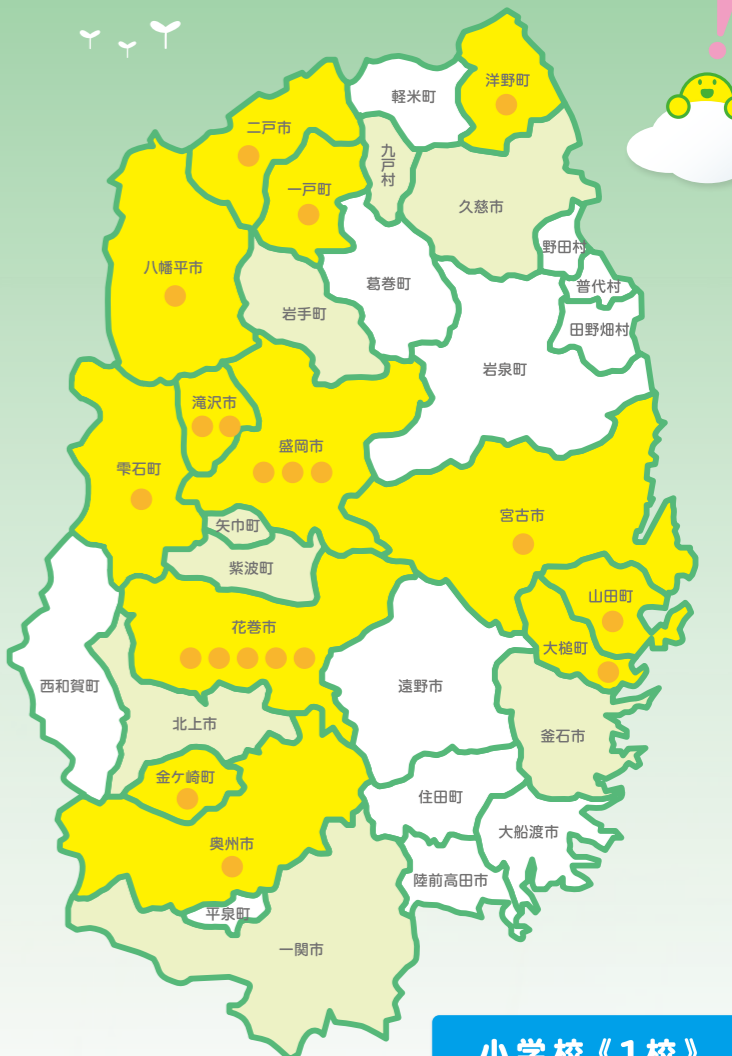 洋野町
軽米町
二戸市
九戸村
一戸町
久慈市
野田村
八幡平市
葛巻町
普代村
岩手町
田野畑村
岩泉町
滝沢市
盛岡市
雫石町
宮古市
矢巾町
紫波町
山田町
花巻市
大槌町
西和賀町
遠野市
北上市
釜石市
金ケ崎町
住田町
大船渡市
奥州市
陸前高田市
平泉町
一関市
小学校《1校》